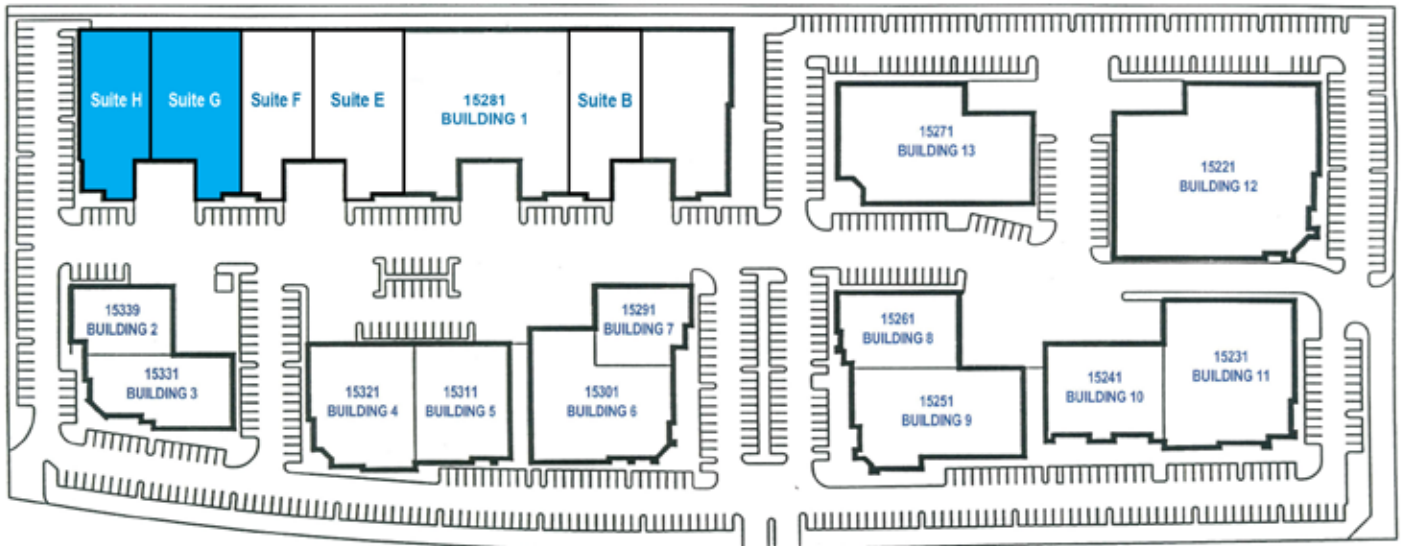 Suite H
Suite G
Suite F
Suite E
15281
BUILDING 1
Suite B
15271
BUILDING 13
15221
BUILDING 12
15339
BUILDING 2
15331
BUILDING 3
15321
BUILDING 4
15311
BUILDING 5
15291
BUILDING 7
15301
BUILDING 6
15261
BUILDING 8
15251
BUILDING 9
15241
BUILDING 10
15231
BUILDING 11